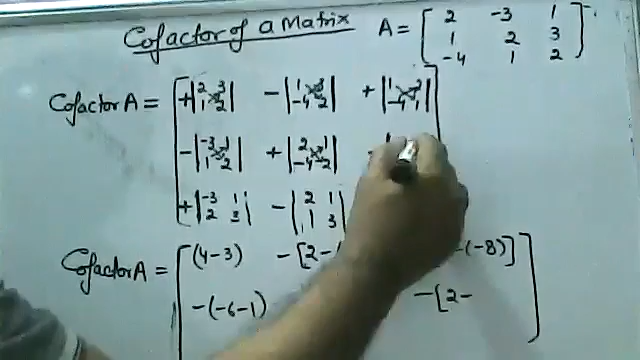 Cofactor of a Matrix A = [ 2 -3 1
1 2 3
-4 1 2 ]
Cofactor A = [ +|2 3 -|1 3 +|1
1 2| -4 2| -4 1|
-|-3 1 +|2 1
1 2| -4 2|
+|-3 1 -|2 1
2 3| 1 3|
Cofactor A = [ (4-3) -[2- -(-8)] ]
-(-6-1) -[2-